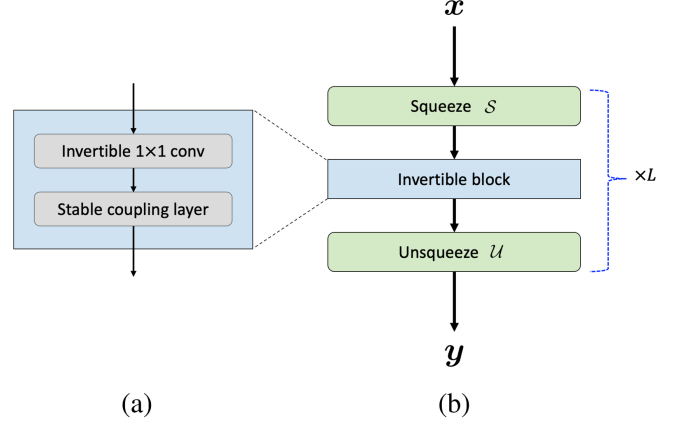 x
Squeeze 𝒮
Invertible 1×1 conv
Invertible block
×L
Stable coupling layer
Unsqueeze 𝒰
y
(a)
(b)